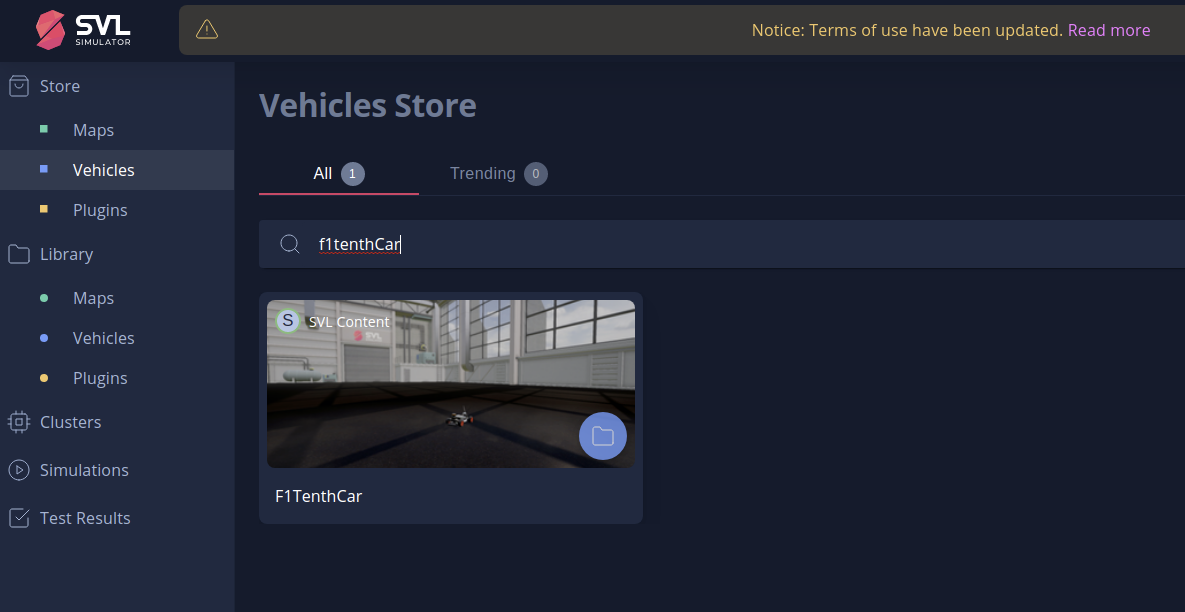 SVL
SIMULATOR
Notice: Terms of use have been updated. Read more
Store
Maps
Vehicles
Plugins
Library
Maps
Vehicles
Plugins
Clusters
Simulations
Test Results
Vehicles Store
All 1
Trending 0
f1tenthCar
S SVL Content
SVL
F1TenthCar